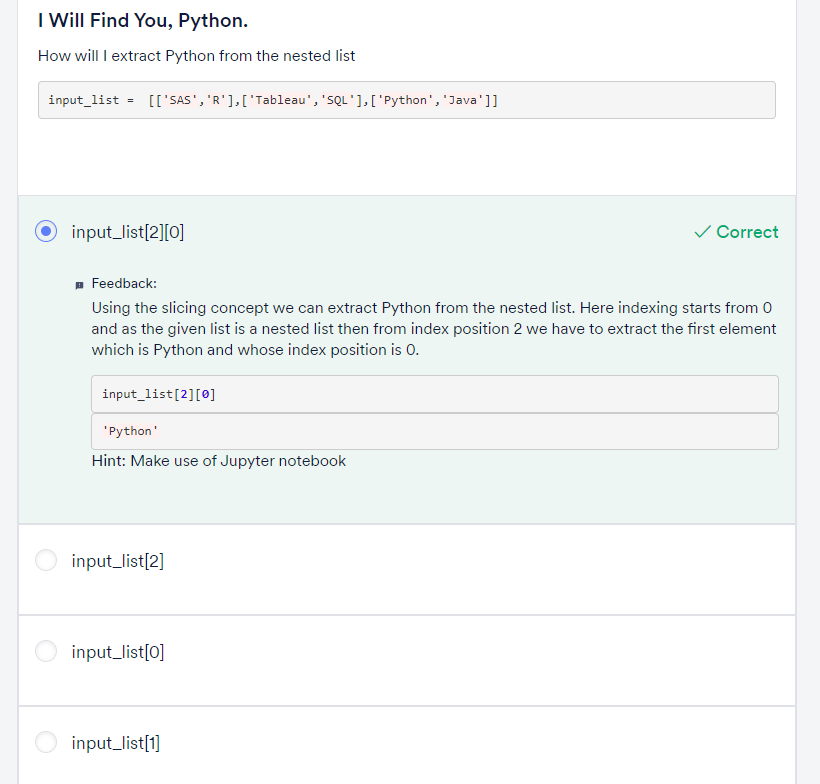 I Will Find You, Python.
How will I extract Python from the nested list
input_list =  [['SAS','R'],['Tableau','SQL'],['Python','Java']]
input_list[2][0]
Correct
Feedback:
Using the slicing concept we can extract Python from the nested list. Here indexing starts from 0
and as the given list is a nested list then from index position 2 we have to extract the first element
which is Python and whose index position is 0.
input_list[2][0]
'Python'
Hint: Make use of Jupyter notebook
input_list[2]
input_list[0]
input_list[1]